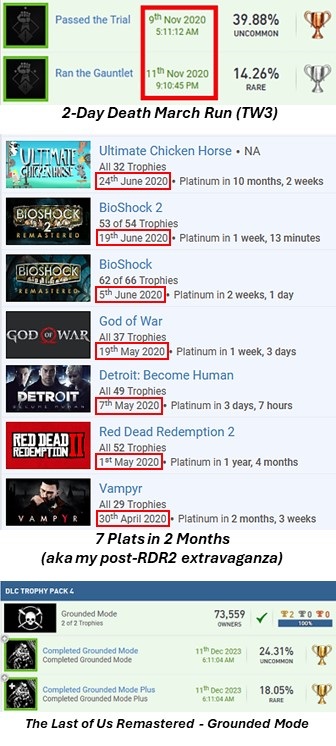 Passed the Trial
9th Nov 2020
5:11:12 AM
39.88%
UNCOMMON
Ran the Gauntlet
11th Nov 2020
9:10:45 PM
14.26%
RARE
2-Day Death March Run (TW3)
ULTIMATE
CHICKEN HORSE
Ultimate Chicken Horse • NA
All 32 Trophies
24th June 2020 • Platinum in 10 months, 2 weeks
BIOSHOCK
2
REMASTERED
BioShock 2
53 of 54 Trophies
19th June 2020 • Platinum in 1 week, 13 minutes
BIOSHOCK
REMASTERED
BioShock
62 of 66 Trophies
5th June 2020 • Platinum in 2 weeks, 1 day
GOD OF WAR
God of War
All 37 Trophies
19th May 2020 • Platinum in 1 week, 3 days
DETROIT
Detroit: Become Human
All 49 Trophies
7th May 2020 • Platinum in 3 days, 7 hours
RED DEAD
REDEMPTION
II
Red Dead Redemption 2
All 52 Trophies
1st May 2020 • Platinum in 1 year, 4 months
VAMPYR
Vampyr
All 29 Trophies
30th April 2020 • Platinum in 2 months, 3 weeks
7 Plats in 2 Months
(aka my post-RDR2 extravaganza)
DLC TROPHY PACK 4
Grounded Mode
2 of 2 Trophies
73,559
OWNERS
2 0 0
100%
Completed Grounded Mode
Completed Grounded Mode
11th Dec 2023
6:11:04 AM
24.31%
UNCOMMON
Completed Grounded Mode Plus
Completed Grounded Mode Plus
11th Dec 2023
6:11:04 AM
18.05%
RARE
The Last of Us Remastered - Grounded Mode